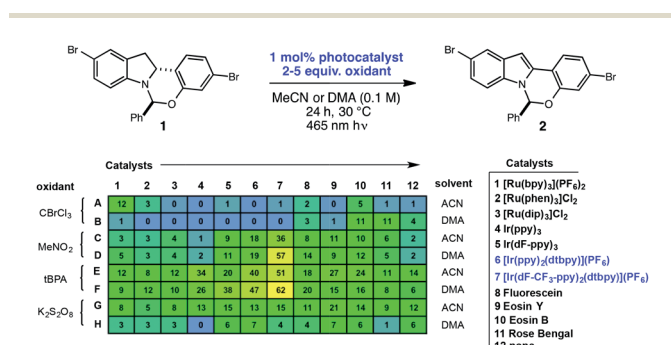 Br
Br
N
O
Ph
1
1 mol% photocatalyst
2-5 equiv. oxidant
MeCN or DMA (0.1 M)
24 h, 30 °C
465 nm hν
Br
Br
N
O
Ph
2
Catalysts
oxidant 1 2 3 4 5 6 7 8 9 10 11 12 solvent
CBrCl₃ A 12 3 0 0 1 0 1 2 0 5 1 1 ACN
B 1 0 0 0 0 0 0 3 1 11 11 4 DMA
MeNO₂ C 3 3 4 1 9 18 36 8 11 10 6 2 ACN
D 5 3 4 2 11 19 57 14 9 12 5 2 DMA
tBPA E 12 8 12 34 20 40 51 18 27 24 11 14 ACN
F 9 12 10 26 38 47 62 20 15 16 8 6 DMA
K₂S₂O₈ G 8 5 8 13 15 13 15 11 21 14 9 12 ACN
H 3 3 3 0 6 7 4 4 7 6 1 6 DMA
Catalysts
1 [Ru(bpy)₃](PF₆)₂
2 [Ru(phen)₃]Cl₂
3 [Ru(dip)₃]Cl₂
4 Ir(ppy)₃
5 Ir(dF-ppy)₃
6 [Ir(ppy)₂(dtbpy)](PF₆)
7 [Ir(dF-CF₃-ppy)₂(dtbpy)](PF₆)
8 Fluorescein
9 Eosin Y
10 Eosin B
11 Rose Bengal
12 none